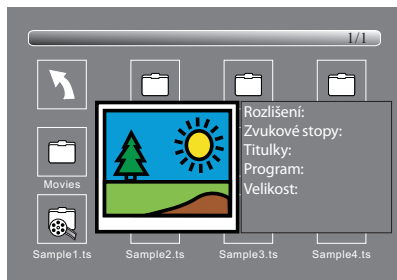 1/1
Rozlišení:
Zvukové stopy:
Titulky:
Program:
Velikost:
Movies
Sample1.ts
Sample2.ts
Sample3.ts
Sample4.ts